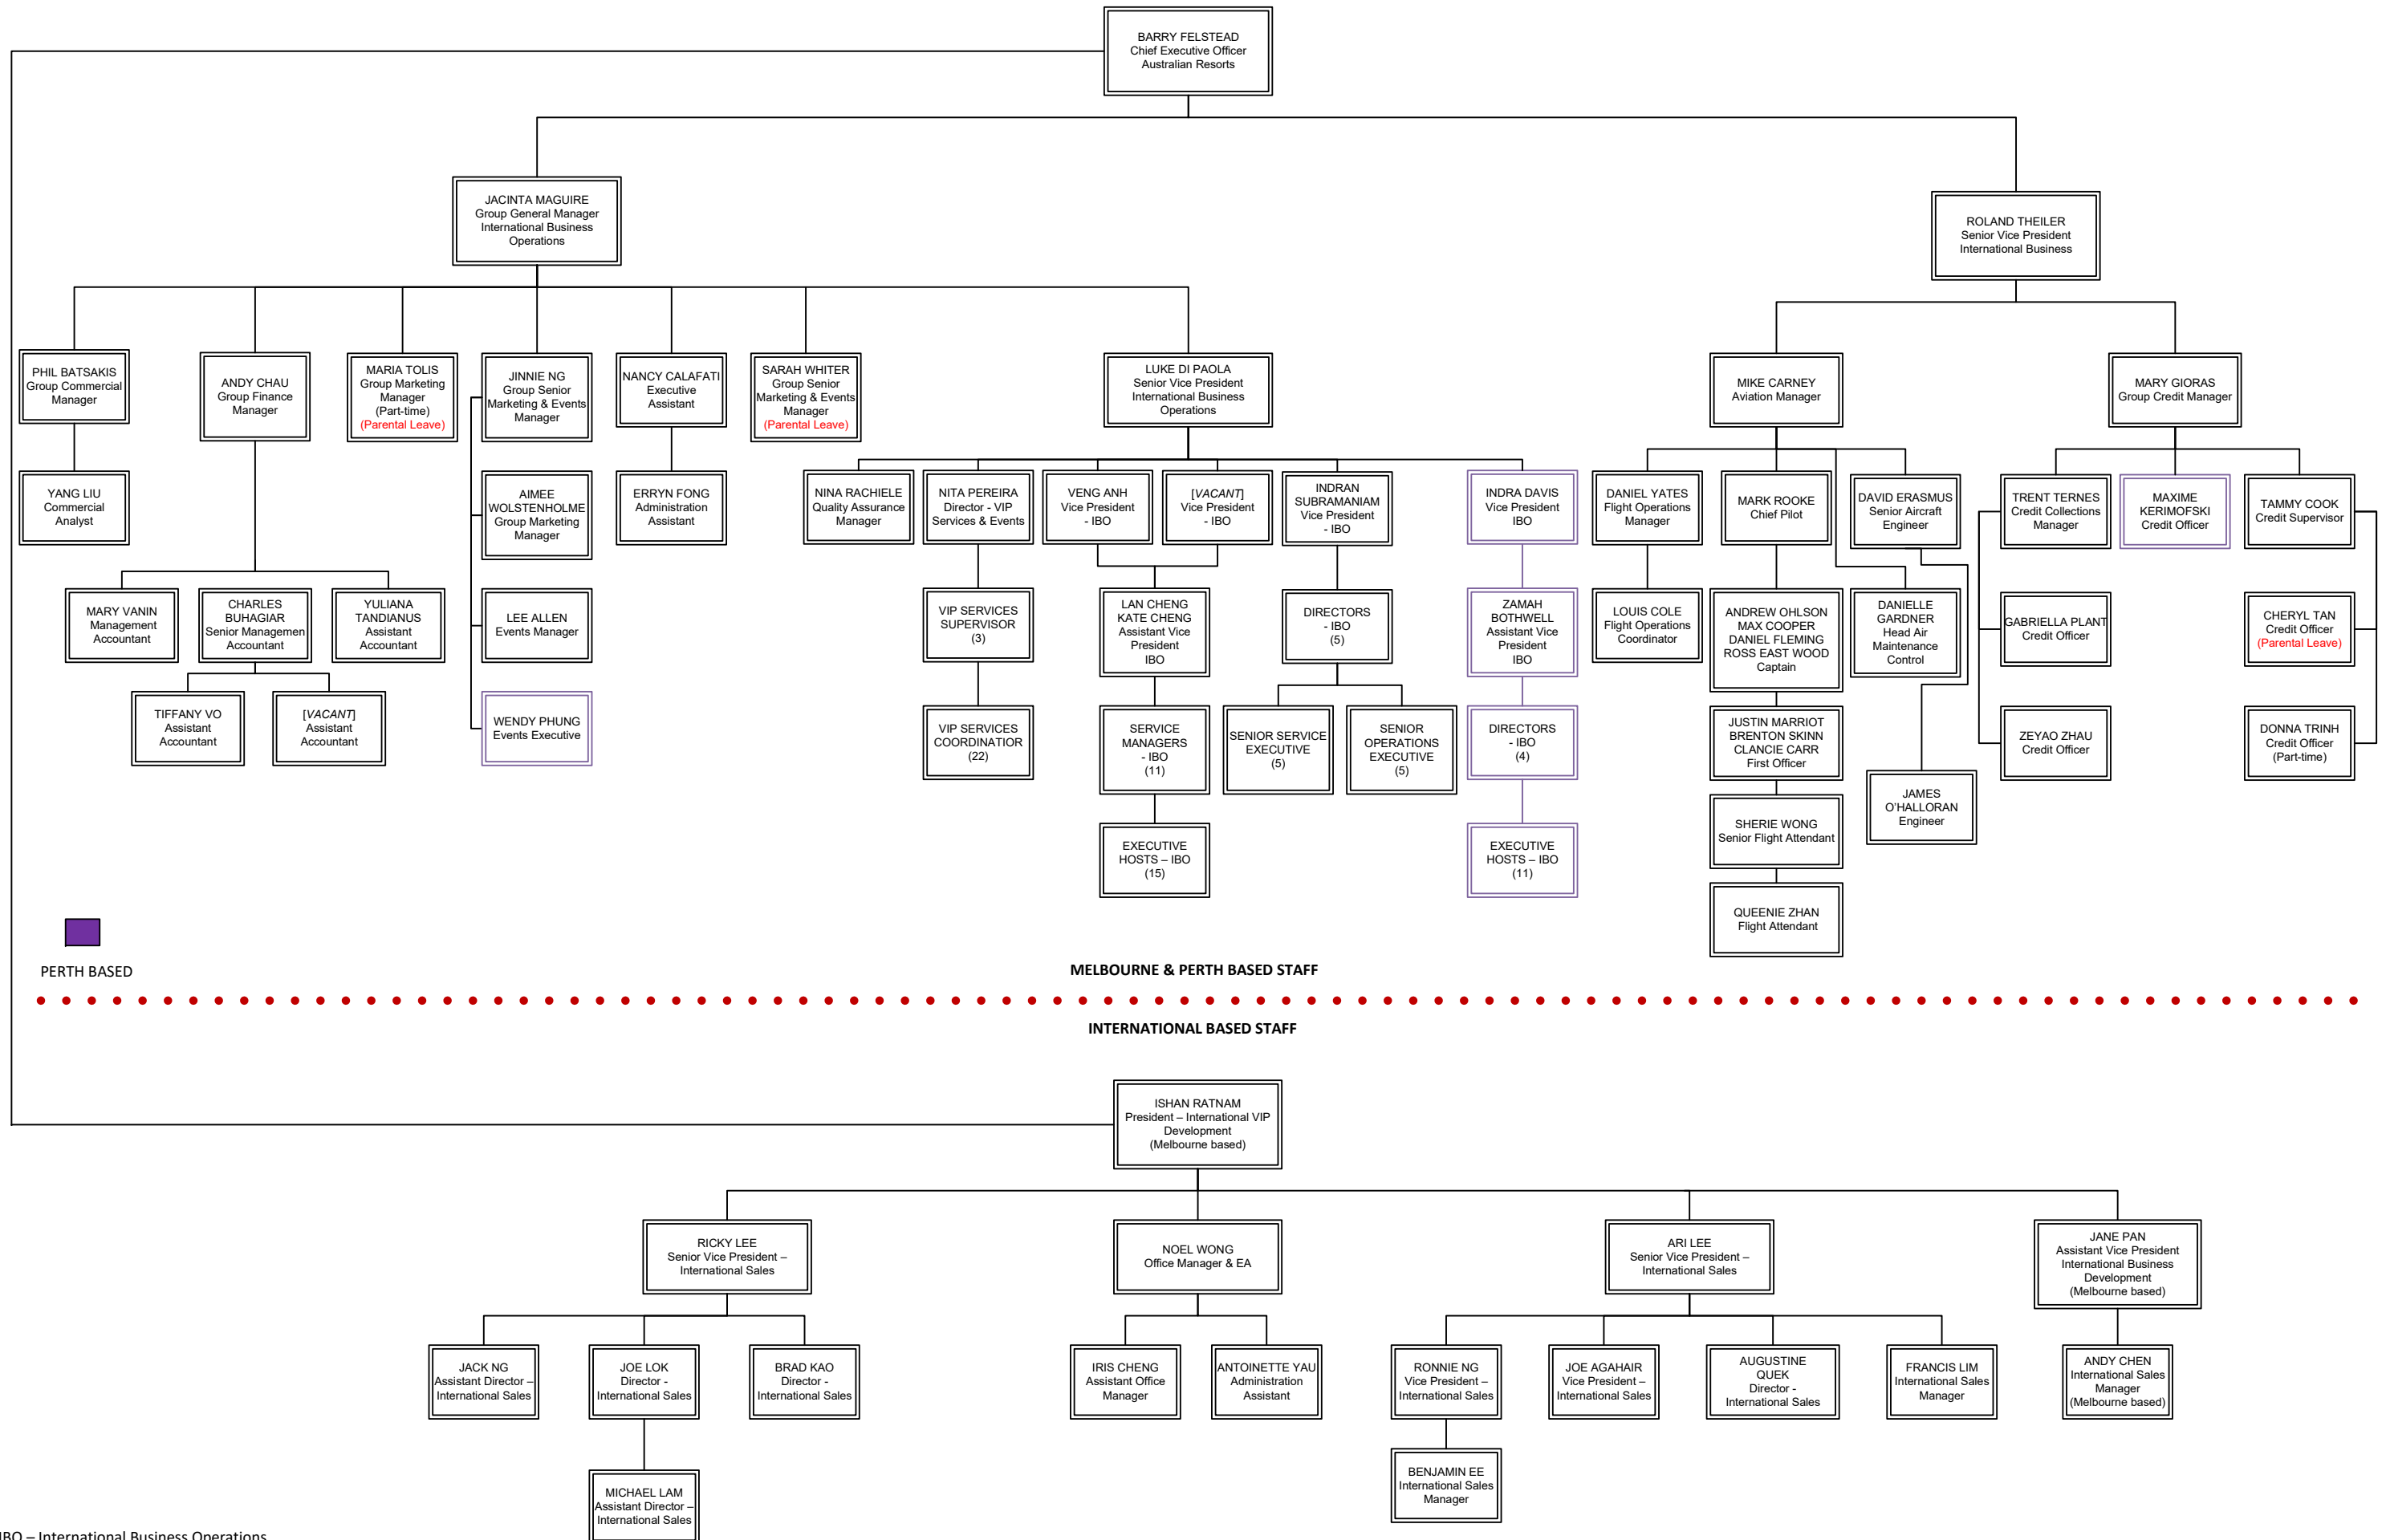 BARRY FELSTEAD
Chief Executive Officer
Australian Resorts
JACINTA MAGUIRE
Group General Manager
International Business
Operations
ROLAND THEILER
Senior Vice President
International Business
PHIL BATSAKIS
Group Commercial
Manager
ANDY CHAU
Group Finance
Manager
MARIA TOLIS
Group Marketing
Manager
(Part-time)
(Parental Leave)
JINNIE NG
Group Senior
Marketing & Events
Manager
NANCY CALAFATI
Executive
Assistant
SARAH WHITER
Group Senior
Marketing & Events
Manager
(Parental Leave)
LUKE DI PAOLA
Senior Vice President
International Business
Operations
MIKE CARNEY
Aviation Manager
MARY GIORAS
Group Credit Manager
YANG LIU
Commercial
Analyst
AIMEE
WOLSTENHOLME
Group Marketing
Manager
ERRYN FONG
Administration
Assistant
NINA RACHIELE
Quality Assurance
Manager
NITA PEREIRA
Director - VIP
Services & Events
VENG ANH
Vice President
- IBO
[VACANT]
Vice President
- IBO
INDRAN
SUBRAMANIAM
Vice President
- IBO
INDRA DAVIS
Vice President
IBO
DANIEL YATES
Flight Operations
Manager
MARK ROOKE
Chief Pilot
DAVID ERASMUS
Senior Aircraft
Engineer
TRENT TERNES
Credit Collections
Manager
MAXIME
KERIMOFSKI
Credit Officer
TAMMY COOK
Credit Supervisor
MARY VANIN
Management
Accountant
CHARLES
BUHAGIAR
Senior Managemen
Accountant
YULIANA
TANDIANUS
Assistant
Accountant
LEE ALLEN
Events Manager
VIP SERVICES
SUPERVISOR
(3)
LAN CHENG
KATE CHENG
Assistant Vice
President
IBO
DIRECTORS
- IBO
(5)
ZAMAH
BOTHWELL
Assistant Vice
President
IBO
LOUIS COLE
Flight Operations
Coordinator
ANDREW OHLSON
MAX COOPER
DANIEL FLEMING
ROSS EAST WOOD
Captain
DANIELLE
GARDNER
Head Air
Maintenance
Control
GABRIELLA PLANT
Credit Officer
CHERYL TAN
Credit Officer
(Parental Leave)
TIFFANY VO
Assistant
Accountant
[VACANT]
Assistant
Accountant
WENDY PHUNG
Events Executive
VIP SERVICES
COORDINATIOR
(22)
SERVICE
MANAGERS
- IBO
(11)
SENIOR SERVICE
EXECUTIVE
(5)
SENIOR
OPERATIONS
EXECUTIVE
(5)
DIRECTORS
- IBO
(4)
JUSTIN MARRIOT
BRENTON SKINN
CLANCIE CARR
First Officer
ZEYAO ZHAU
Credit Officer
DONNA TRINH
Credit Officer
(Part-time)
JAMES
O'HALLORAN
Engineer
EXECUTIVE
HOSTS – IBO
(15)
EXECUTIVE
HOSTS – IBO
(11)
SHERIE WONG
Senior Flight Attendant
QUEENIE ZHAN
Flight Attendant
PERTH BASED
MELBOURNE & PERTH BASED STAFF
INTERNATIONAL BASED STAFF
ISHAN RATNAM
President – International VIP
Development
(Melbourne based)
RICKY LEE
Senior Vice President –
International Sales
NOEL WONG
Office Manager & EA
ARI LEE
Senior Vice President –
International Sales
JANE PAN
Assistant Vice President
International Business
Development
(Melbourne based)
JACK NG
Assistant Director –
International Sales
JOE LOK
Director -
International Sales
BRAD KAO
Director -
International Sales
IRIS CHENG
Assistant Office
Manager
ANTOINETTE YAU
Administration
Assistant
RONNIE NG
Vice President –
International Sales
JOE AGAHAIR
Vice President –
International Sales
AUGUSTINE
QUEK
Director -
International Sales
FRANCIS LIM
International Sales
Manager
ANDY CHEN
International Sales
Manager
(Melbourne based)
MICHAEL LAM
Assistant Director –
International Sales
BENJAMIN EE
International Sales
Manager
IBO – International Business Operations